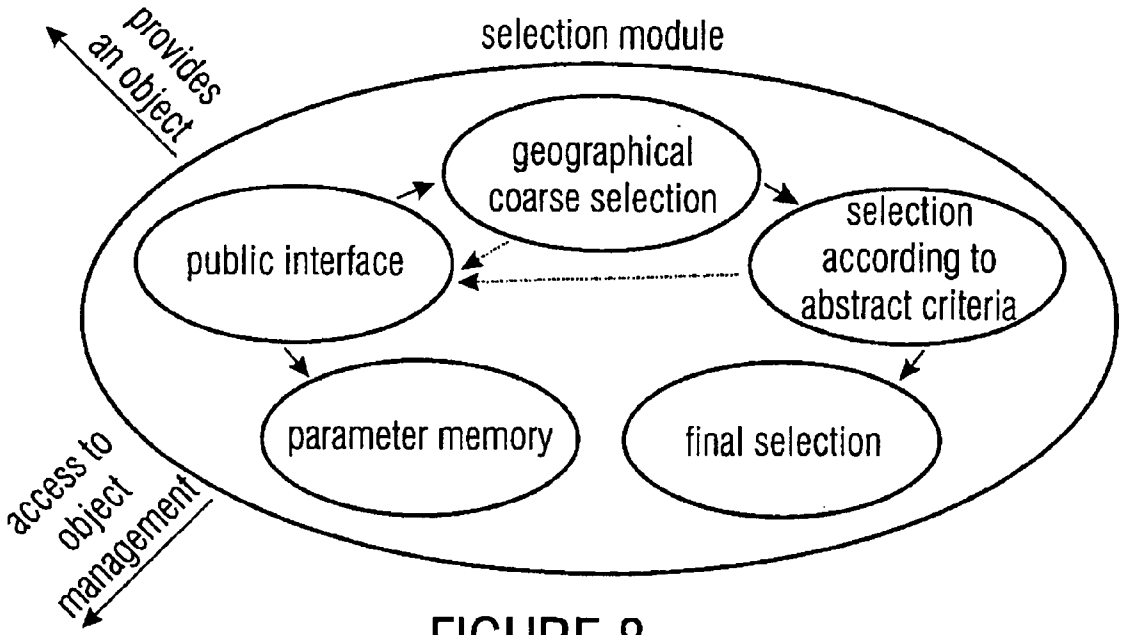 provides
an object
selection module
geographical
coarse selection
public interface
selection
according to
abstract criteria
parameter memory
final selection
access to
object
management
FIGURE 8